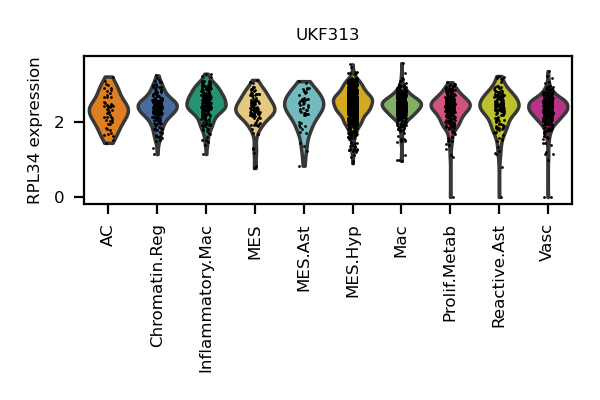 UKF313
RPL34 expression
2
0
AC
Chromatin.Reg
Inflammatory.Mac
MES
MES.Ast
MES.Hyp
Mac
Prolif.Metab
Reactive.Ast
Vasc